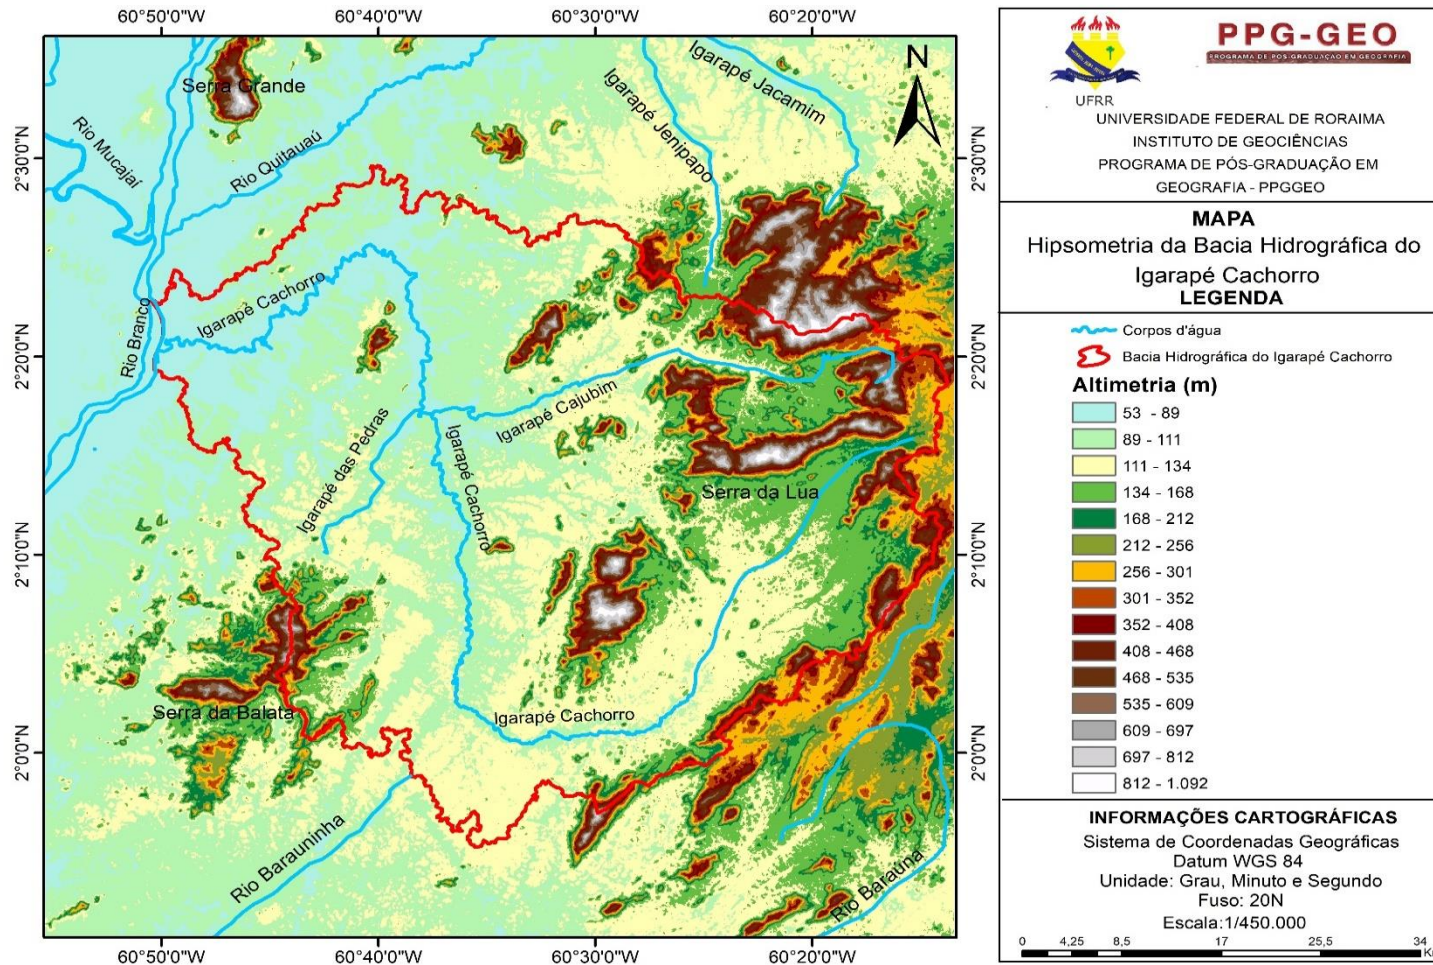 60°50'0"W 60°40'0"W 60°30'0"W 60°20'0"W
2°30'0"N
2°20'0"N
2°10'0"N
2°0'0"N
Serra Grande
Rio Mucajaí
Rio Quitauaú
Igarapé Jenipapo
Igarapé Jacamim
N
Rio Branco
Igarapé Cachorro
Igarapé das Pedras
Igarapé Cajubim
Igarapé Cachorro
Serra da Lua
Igarapé Cachorro
Serra da Balata
Rio Barauninha
Rio Baraúna
2°30'0"N
2°20'0"N
2°10'0"N
2°0'0"N
60°50'0"W 60°40'0"W 60°30'0"W 60°20'0"W
UFRR
PPG-GEO
PROGRAMA DE PÓS-GRADUAÇÃO EM GEOGRAFIA
UNIVERSIDADE FEDERAL DE RORAIMA
INSTITUTO DE GEOCIÊNCIAS
PROGRAMA DE PÓS-GRADUAÇÃO EM
GEOGRAFIA - PPGGEO
MAPA
Hipsometria da Bacia Hidrográfica do
Igarapé Cachorro
LEGENDA
Corpos d'água
Bacia Hidrográfica do Igarapé Cachorro
Altimetria (m)
53 - 89
89 - 111
111 - 134
134 - 168
168 - 212
212 - 256
256 - 301
301 - 352
352 - 408
408 - 468
468 - 535
535 - 609
609 - 697
697 - 812
812 - 1.092
INFORMAÇÕES CARTOGRÁFICAS
Sistema de Coordenadas Geográficas
Datum WGS 84
Unidade: Grau, Minuto e Segundo
Fuso: 20N
Escala:1/450.000
0 4,25 8,5 17 25,5 34